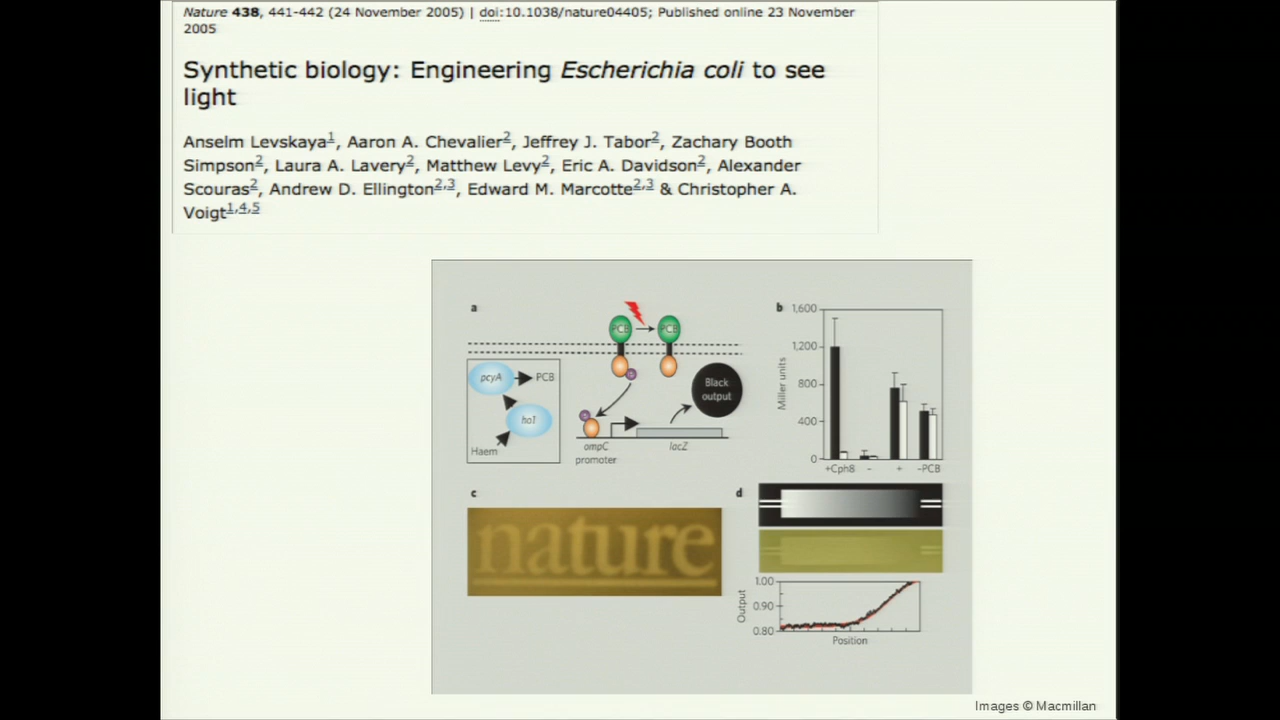 Nature 438, 441-442 (24 November 2005) | doi:10.1038/nature04405; Published online 23 November
2005
Synthetic biology: Engineering Escherichia coli to see
light
Anselm Levskaya1, Aaron A. Chevalier2, Jeffrey J. Tabor2, Zachary Booth
Simpson2, Laura A. Lavery2, Matthew Levy2, Eric A. Davidson2, Alexander
Scouras2, Andrew D. Ellington2,3, Edward M. Marcotte2,3 & Christopher A.
Voigt1,4,5
a
PCB PCB
pcyA PCB
ho1
Haem
Black
output
ompC
promoter
lacZ
b
Miller units
1,600
1,200
800
400
0
+Cph8 - + -PCB
c
nature
d
Output
1.00
0.90
0.80
Position
Images © Macmillan